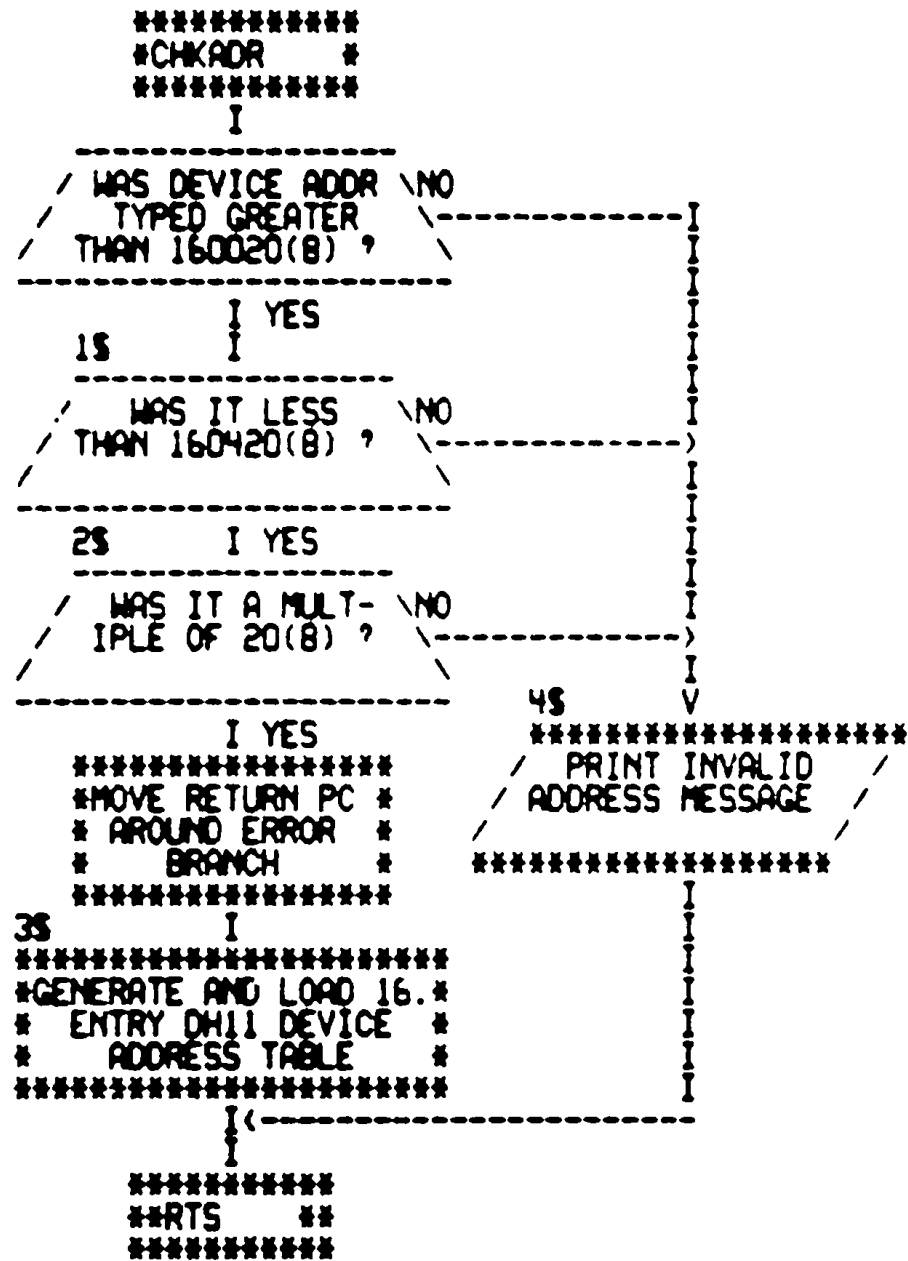 ************
*CHKADR    *
************
I
-----------------
/ WAS DEVICE ADDR \NO
/ TYPED GREATER \-------------I
/ THAN 160020(8) ? \ I
----------------------- I
I YES I
1$ I I
----------------- I
/ WAS IT LESS \NO I
/ THAN 160420(8) ? \-------------)
/ \ I
----------------------- I
2$ I YES I
----------------- I
/ WAS IT A MULT- \NO I
/ IPLE OF 20(8) ? \-------------)
/ \ I
----------------------- 4$ V
I YES ********************
***************** / PRINT INVALID /
*MOVE RETURN PC * / ADDRESS MESSAGE /
* AROUND ERROR * / /
* BRANCH * *******************
***************** I
3$ I I
*********************** I
*GENERATE AND LOAD 16.* I
* ENTRY DH11 DEVICE * I
* ADDRESS TABLE * I
*********************** I
I(-----------------------
I
***********
**RTS    **
***********